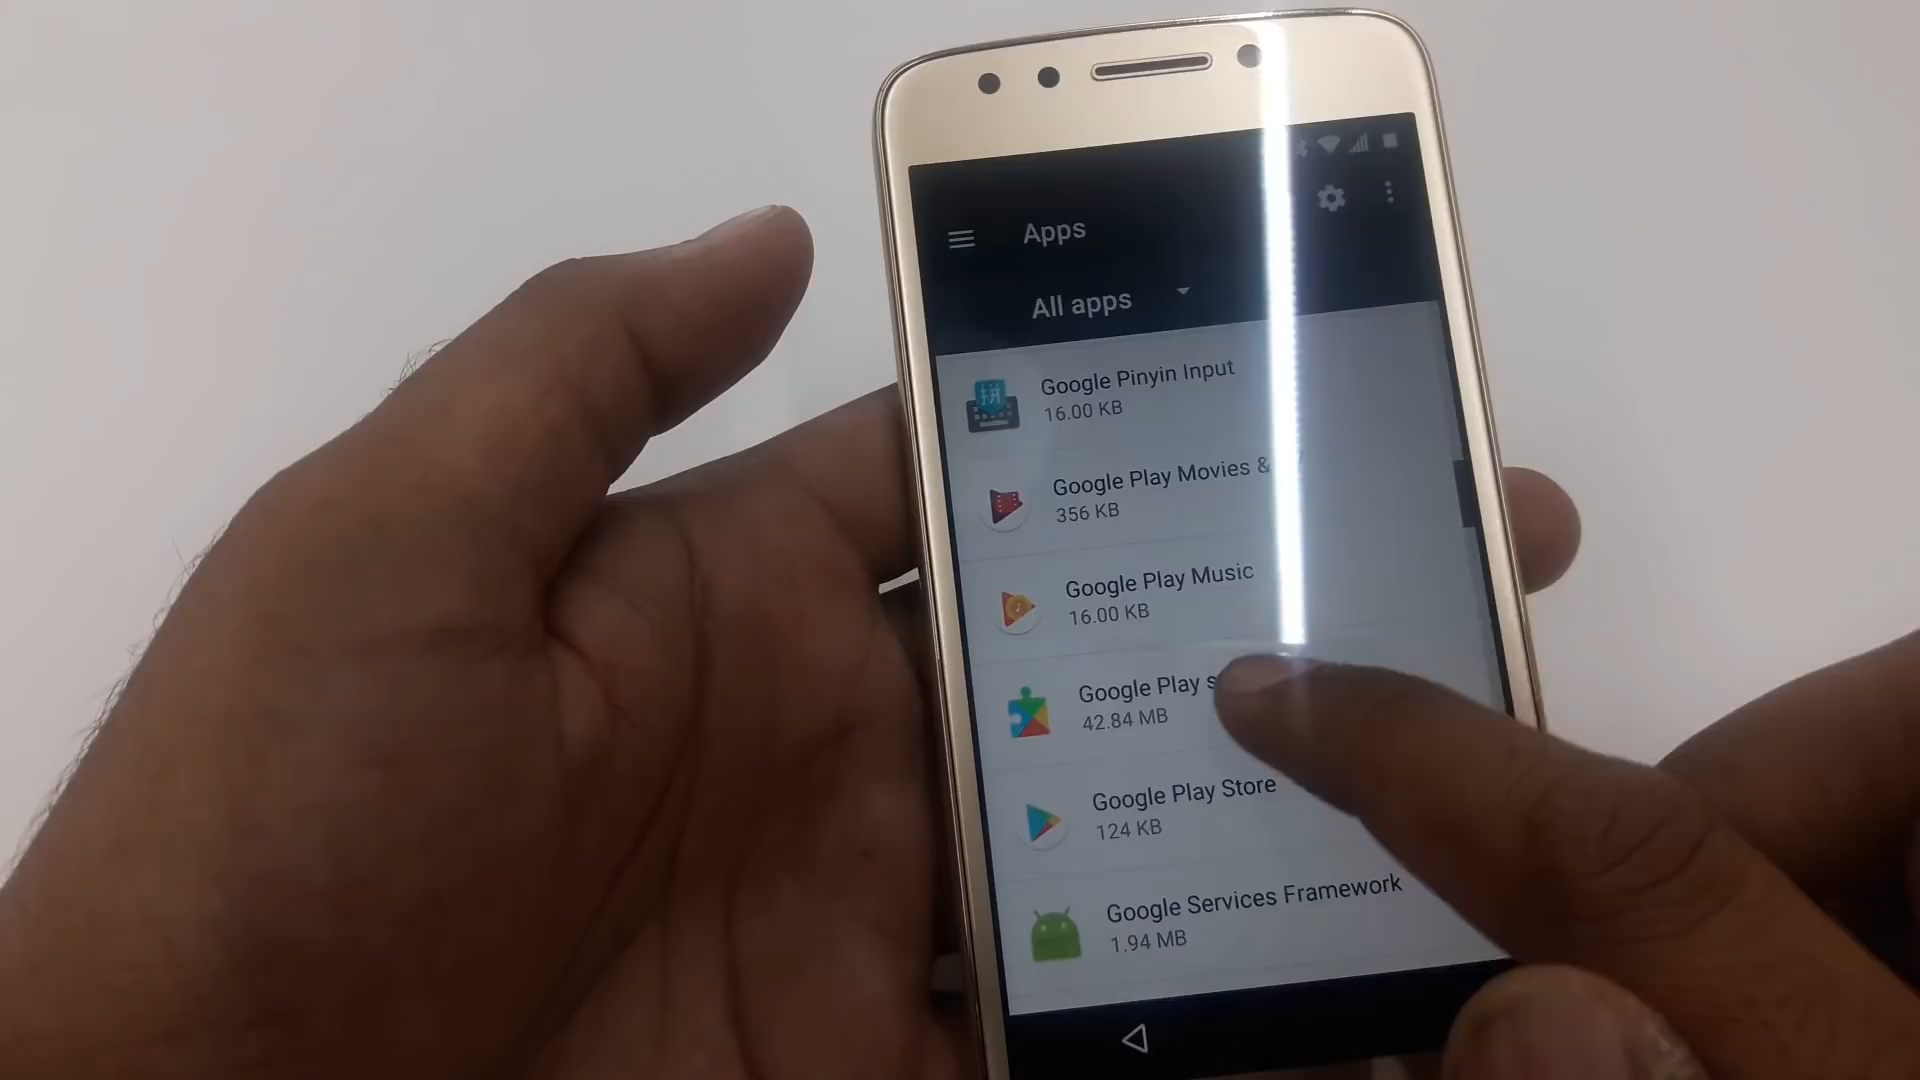 Apps
All apps
Google Pinyin Input
16.00 KB
Google Play Movies &
356 KB
Google Play Music
16.00 KB
Google Play s
42.84 MB
Google Play Store
124 KB
Google Services Framework
1.94 MB